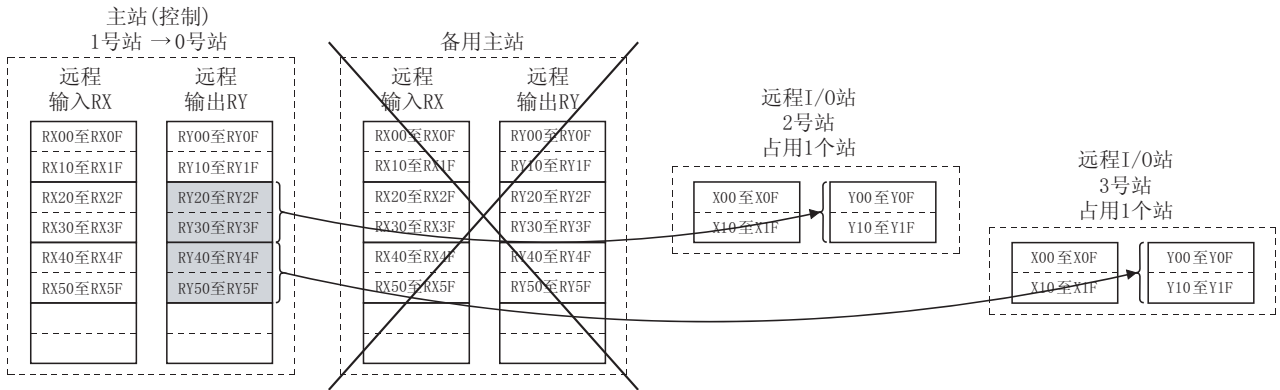 主站(控制)
1号站 →0号站
远程
输入RX
远程
输出RY
RX00至RX0F
RX10至RX1F
RX20至RX2F
RX30至RX3F
RX40至RX4F
RX50至RX5F
RY00至RY0F
RY10至RY1F
RY20至RY2F
RY30至RY3F
RY40至RY4F
RY50至RY5F
备用主站
远程
输入RX
远程
输出RY
RX00至RX0F
RX10至RX1F
RX20至RX2F
RX30至RX3F
RX40至RX4F
RX50至RX5F
RY00至RY0F
RY10至RY1F
RY20至RY2F
RY30至RY3F
RY40至RY4F
RY50至RY5F
远程I/O站
2号站
占用1个站
X00至X0F
X10至X1F
Y00至Y0F
Y10至Y1F
远程I/O站
3号站
占用1个站
X00至X0F
X10至X1F
Y00至Y0F
Y10至Y1F